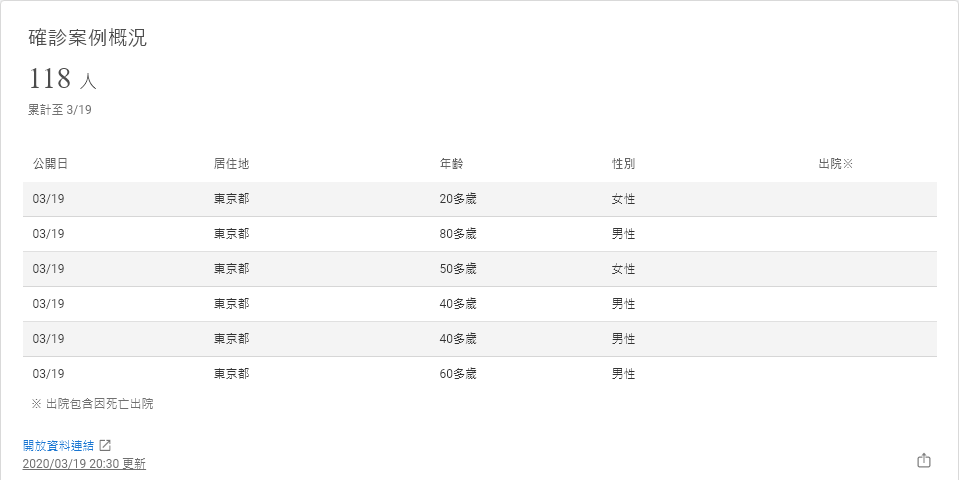 確診案例概況
118 人
累計至 3/19
公開日 居住地 年齡 性別 出院※
03/19 東京都 20多歲 女性
03/19 東京都 80多歲 男性
03/19 東京都 50多歲 女性
03/19 東京都 40多歲 男性
03/19 東京都 40多歲 男性
03/19 東京都 60多歲 男性
※ 出院包含因死亡出院
開放資料連結
2020/03/19 20:30 更新